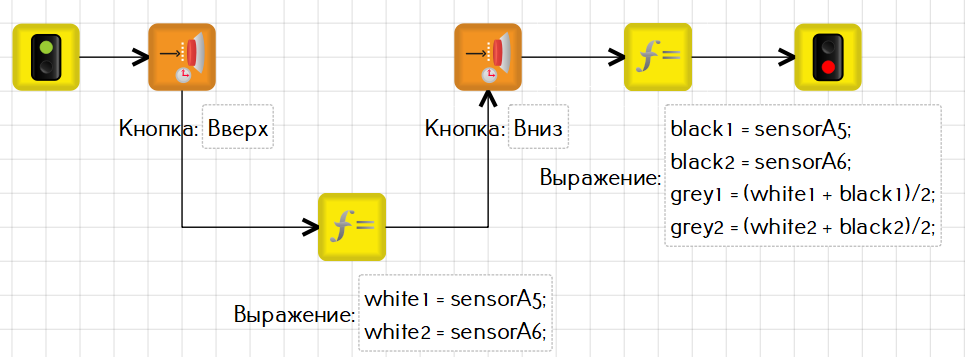 Кнопка: Вверх
Кнопка: Вниз
Выражение:
black1 = sensorA5;
black2 = sensorA6;
grey1 = (white1 + black1)/2;
grey2 = (white2 + black2)/2;
Выражение:
white1 = sensorA5;
white2 = sensorA6;